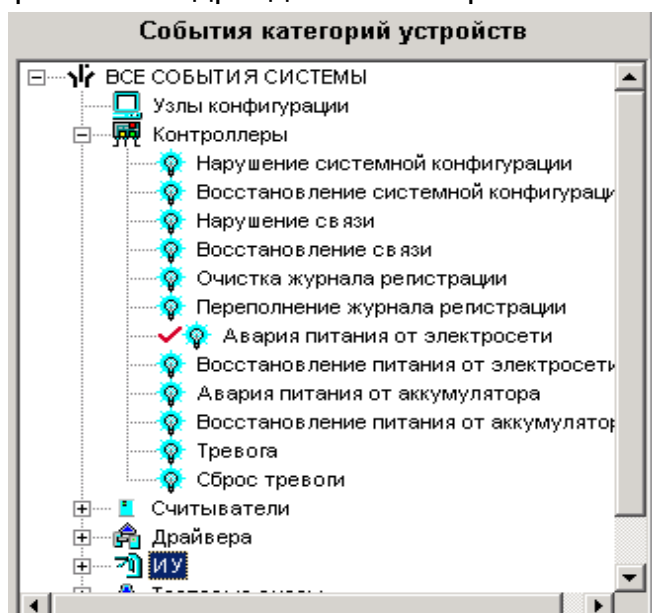 События категорий устройств
ВСЕ СОБЫТИЯ СИСТЕМЫ
Узлы конфигурации
Контроллеры
Нарушение системной конфигурации
Восстановление системной конфигураци
Нарушение связи
Восстановление связи
Очистка журнала регистрации
Переполнение журнала регистрации
Авария питания от электросети
Восстановление питания от электросети
Авария питания от аккумулятора
Восстановление питания от аккумулятор
Тревога
Сброс тревоги
Считыватели
Драйвера
ИУ